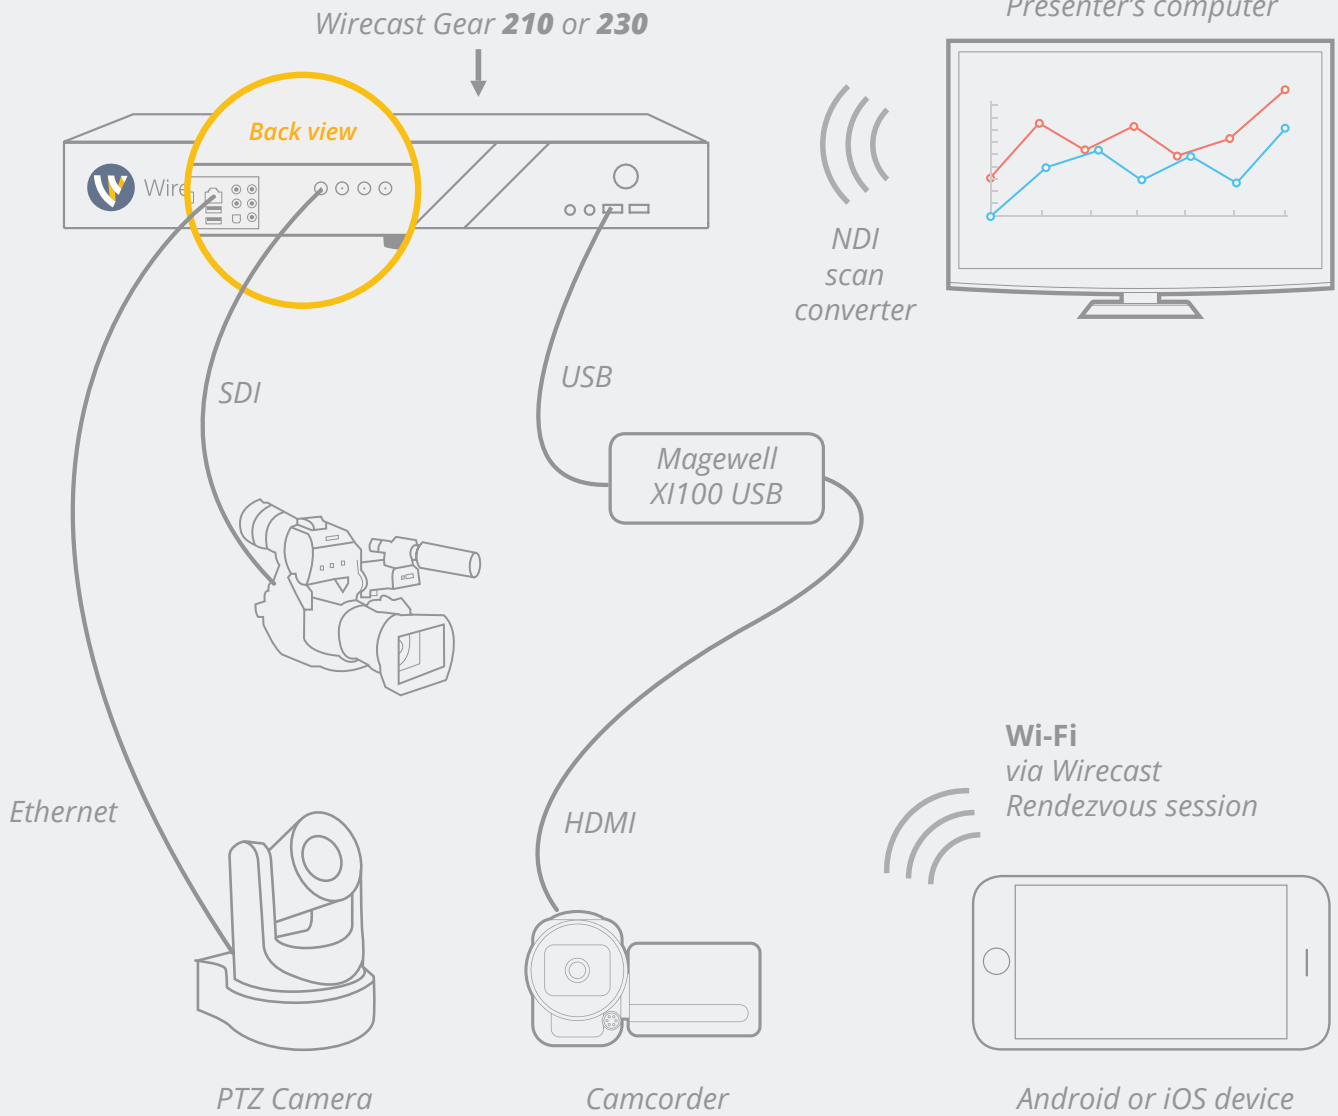 Wirecast Gear 210 or 230
Presenter's computer
Back view
Wire
NDI
scan
converter
SDI
USB
Magewell
XI100 USB
Wi-Fi
via Wirecast
Rendezvous session
Ethernet
HDMI
PTZ Camera
Camcorder
Android or iOS device